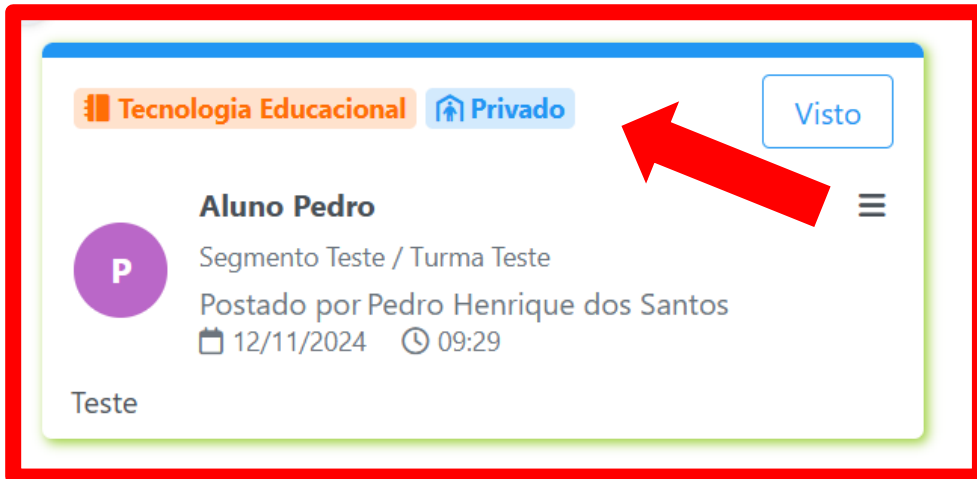 Tecnologia Educacional Privado Visto
Aluno Pedro
P
Segmento Teste / Turma Teste
Postado por Pedro Henrique dos Santos
12/11/2024 09:29
Teste